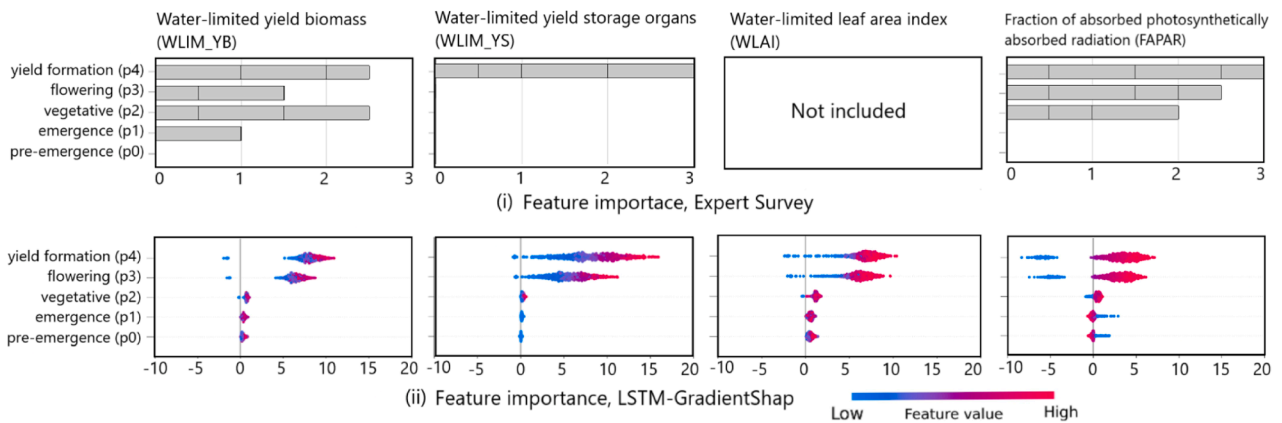 Water-limited yield biomass
(WLIM_YB)
Water-limited yield storage organs
(WLIM_YS)
Water-limited leaf area index
(WLAI)
Fraction of absorbed photosynthetically
absorbed radiation (FAPAR)
yield formation (p4)
flowering (p3)
vegetative (p2)
emergence (p1)
pre-emergence (p0)
Not included
0 1 2 3
0 1 2 3
0 1 2 3
(i) Feature importace, Expert Survey
yield formation (p4)
flowering (p3)
vegetative (p2)
emergence (p1)
pre-emergence (p0)
-10 -5 0 5 10 15 20
-10 -5 0 5 10 15 20
-10 -5 0 5 10 15 20
-10 -5 0 5 10 15 20
(ii) Feature importance, LSTM-GradientShap
Low Feature value High